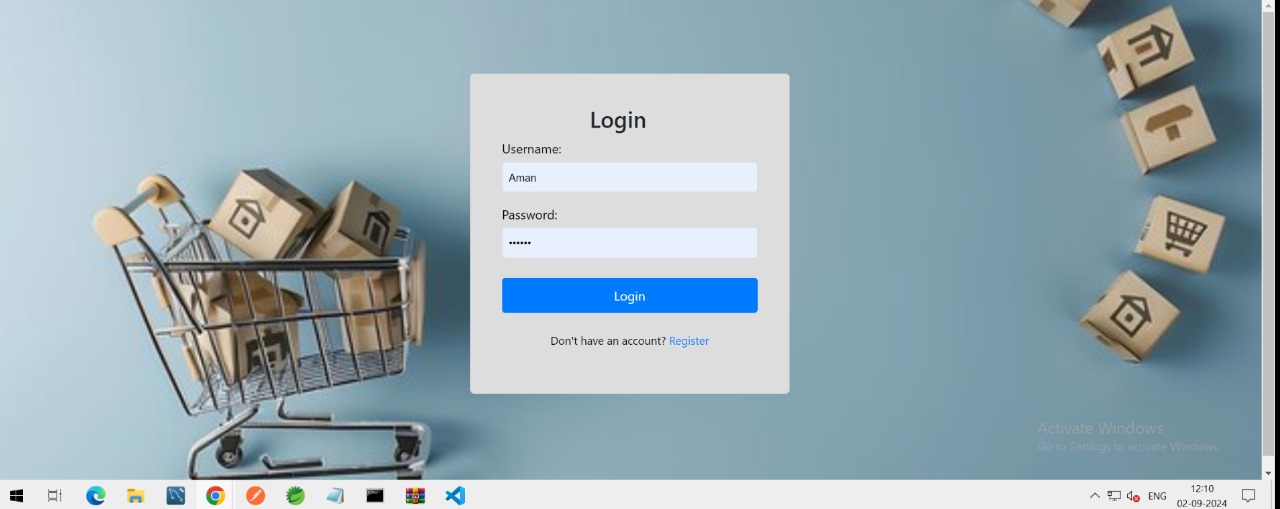 Login
Username:
Aman
Password:
••••••
Login
Don't have an account? Register
Activate Windows
Go to Settings to activate Windows.
ENG
12:10
02-09-2024